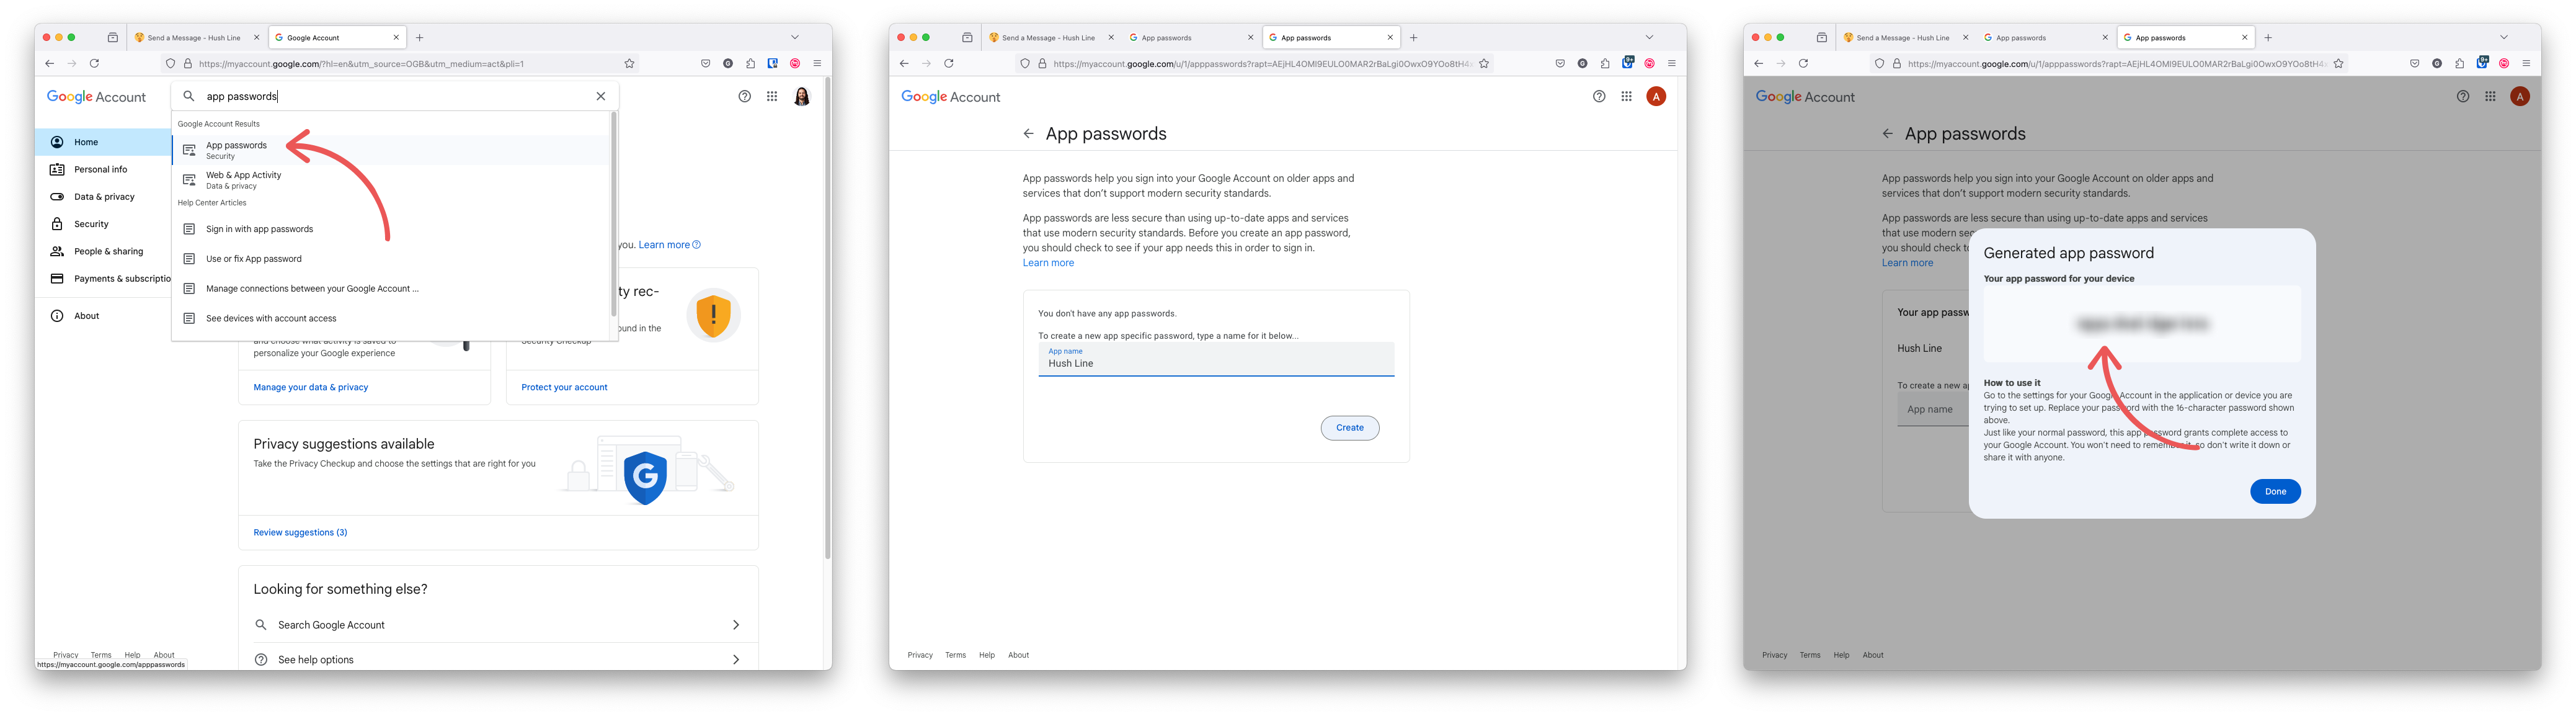 Send a Message - Hush Line
Google Account
https://myaccount.google.com/?hl=en&utm_source=OGB&utm_medium=act&pli=1
Google Account
app passwords
Google Account Results
App passwords
Security
Web & App Activity
Data & privacy
Help Center Articles
Sign in with app passwords
Use or fix App password
Manage connections between your Google Account ...
See devices with account access
Home
Personal info
Data & privacy
Security
People & sharing
Payments & subscriptio
About
you. Learn more
ty rec-
ound in the
Security Checkup
and choose what activity is saved to
personalize your Google experience
Manage your data & privacy
Protect your account
Privacy suggestions available
Take the Privacy Checkup and choose the settings that are right for you
Review suggestions (3)
Looking for something else?
Search Google Account
See help options
Privacy Terms Help About
https://myaccount.google.com/apppasswords
Send a Message - Hush Line
App passwords
App passwords
Google Account
A
App passwords
App passwords help you sign into your Google Account on older apps and
services that don't support modern security standards.
App passwords are less secure than using up-to-date apps and services
that use modern security standards. Before you create an app password,
you should check to see if your app needs this in order to sign in.
Learn more
You don't have any app passwords.
To create a new app specific password, type a name for it below...
App name
Hush Line
Create
Privacy Terms Help About
Send a Message - Hush Line
App passwords
App passwords
Google Account
A
App passwords
App passwords help you sign into your Google Account on older apps and
services that don't support modern security standards.
App passwords are less secure than using up-to-date apps and services
that use modern sec
you should check t
Learn more
Your app passw
Hush Line
To create a new ap
App name
Generated app password
Your app password for your device
How to use it
Go to the settings for your Google Account in the application or device you are
trying to set up. Replace your password with the 16-character password shown
above.
Just like your normal password, this app password grants complete access to
your Google Account. You won't need to remember it, so don't write it down or
share it with anyone.
Done
Privacy Terms Help About